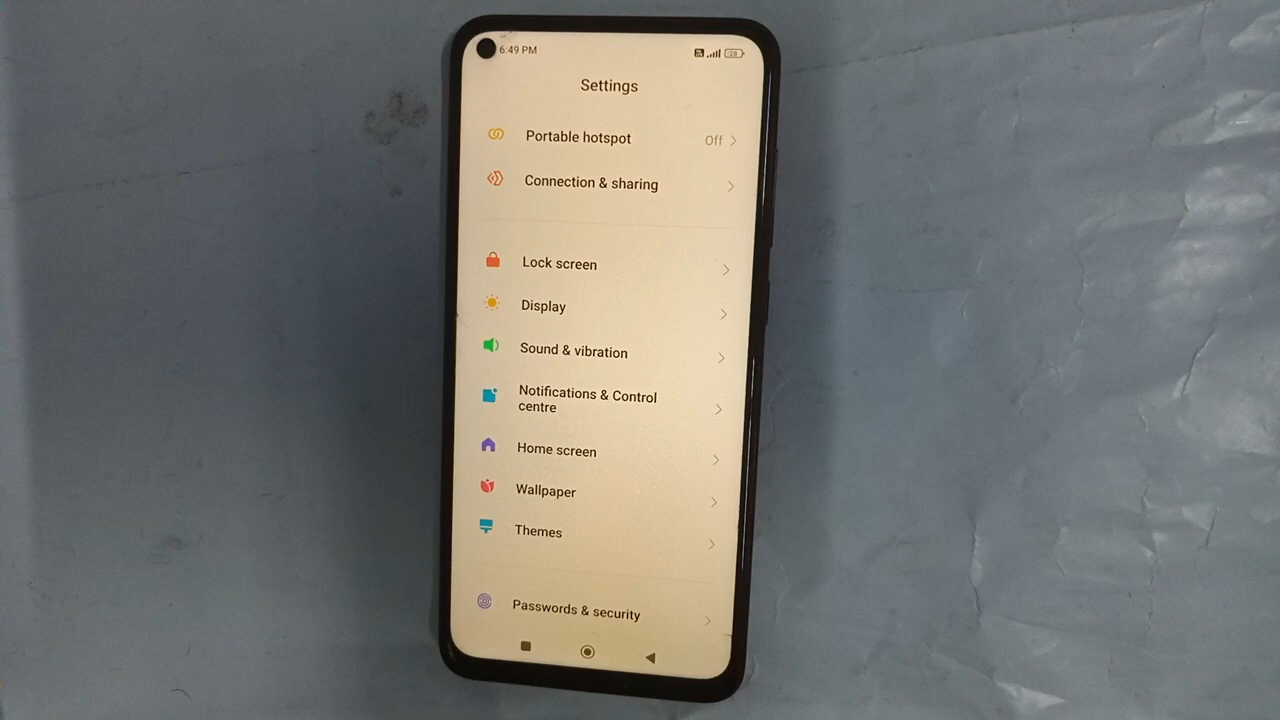 6:49 PM
28
Settings
Portable hotspot Off
Connection & sharing
Lock screen
Display
Sound & vibration
Notifications & Control
centre
Home screen
Wallpaper
Themes
Passwords & security